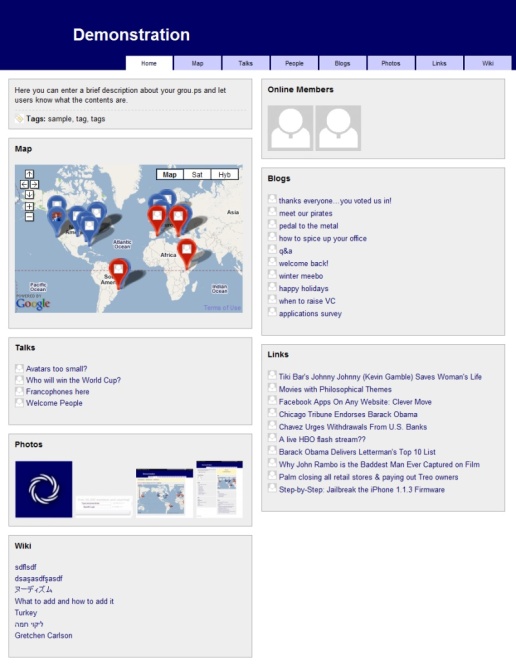 Demonstration
Home
Map
Talks
People
Blogs
Photos
Links
Wiki
Here you can enter a brief description about your grou.ps and let
users know what the contents are.
Tags: sample, tag, tags
Map
Map
Sat
Hyb
Asia
Atlantic
Ocean
Africa
Pacific
Ocean
Indian
Ocean
POWERED BY
Google
Terms of Use
Talks
Avatars too small?
Who will win the World Cup?
Francophones here
Welcome People
Photos
Wiki
sdflsdf
dsaşasdfşasdf
ヌーディズム
What to add and how to add it
Turkey
ליקוי חמה
Gretchen Carlson
Online Members
Blogs
thanks everyone...you voted us in!
meet our pirates
pedal to the metal
how to spice up your office
q&a
welcome back!
winter meebo
happy holidays
when to raise VC
applications survey
Links
Tiki Bar's Johnny Johnny (Kevin Gamble) Saves Woman's Life
Movies with Philosophical Themes
Facebook Apps On Any Website: Clever Move
Chicago Tribune Endorses Barack Obama
Chavez Urges Withdrawals From U.S. Banks
A live HBO flash stream??
Barack Obama Delivers Letterman's Top 10 List
Why John Rambo is the Baddest Man Ever Captured on Film
Palm closing all retail stores & paying out Treo owners
Step-by-Step: Jailbreak the iPhone 1.1.3 Firmware